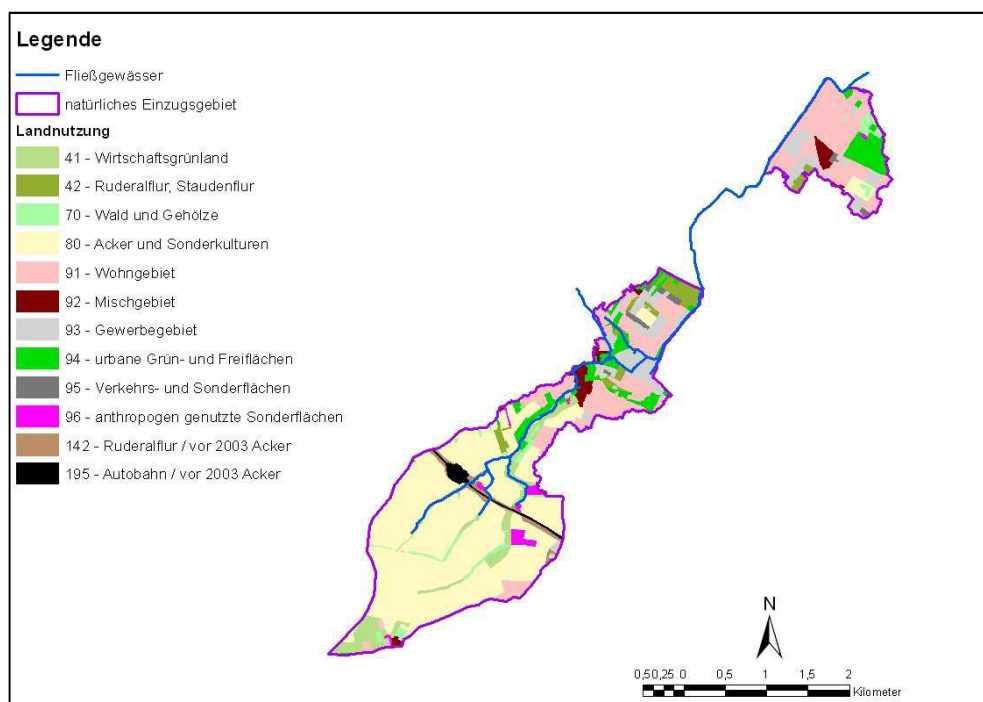 Legende
Fließgewässer
natürliches Einzugsgebiet
Landnutzung
41 - Wirtschaftsgrünland
42 - Ruderalflur, Staudenflur
70 - Wald und Gehölze
80 - Acker und Sonderkulturen
91 - Wohngebiet
92 - Mischgebiet
93 - Gewerbegebiet
94 - urbane Grün- und Freiflächen
95 - Verkehrs- und Sonderflächen
96 - anthropogen genutzte Sonderflächen
142 - Ruderalflur / vor 2003 Acker
195 - Autobahn / vor 2003 Acker
N
0,50,25 0 0,5 1 1,5 2
Kilometer